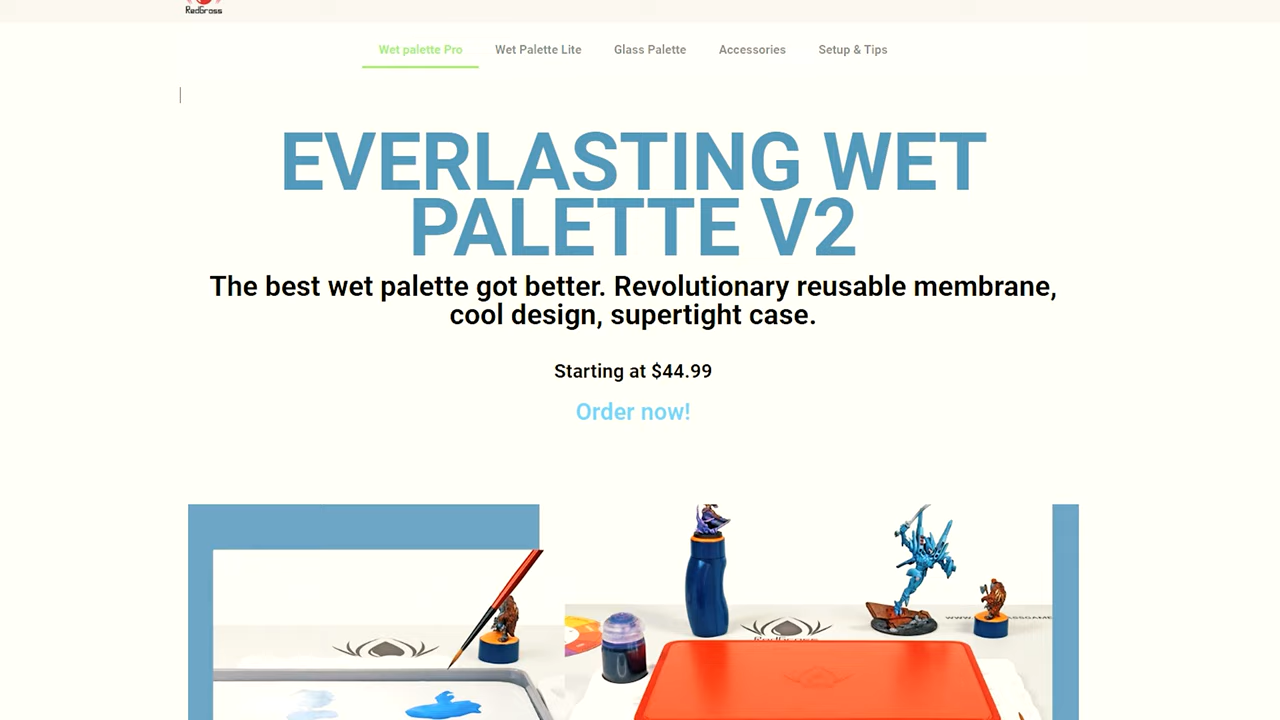 RedGrass
Wet palette Pro
Wet Palette Lite
Glass Palette
Accessories
Setup & Tips
EVERLASTING WET
PALETTE V2
The best wet palette got better. Revolutionary reusable membrane,
cool design, supertight case.
Starting at $44.99
Order now!